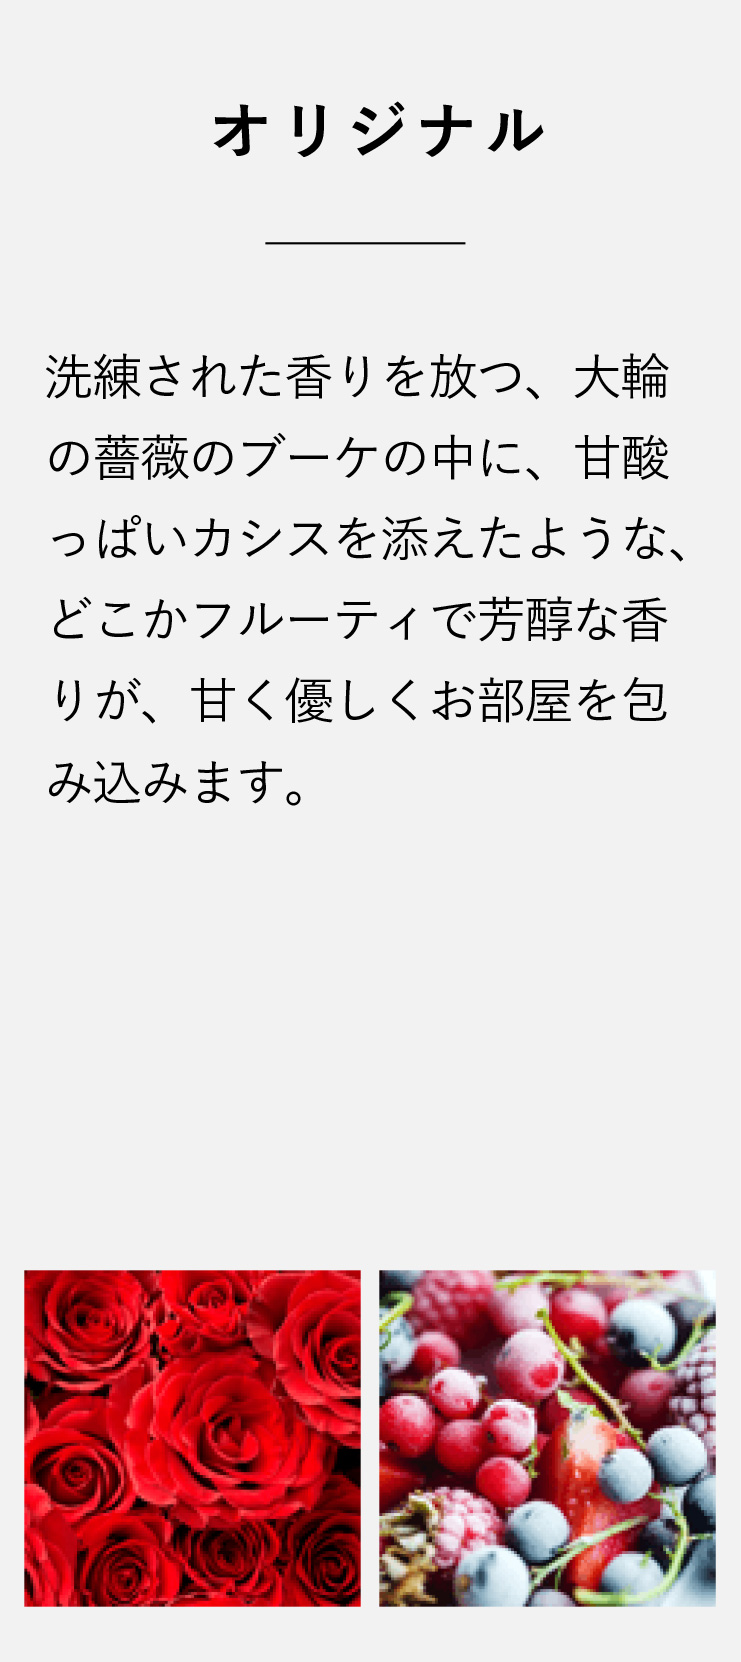 オリジナル
洗練された香りを放つ、大輪
の薔薇のブーケの中に、甘酸
っぱいカシスを添えたような、
どこかフルーティで芳醇な香
りが、甘く優しくお部屋を包
み込みます。